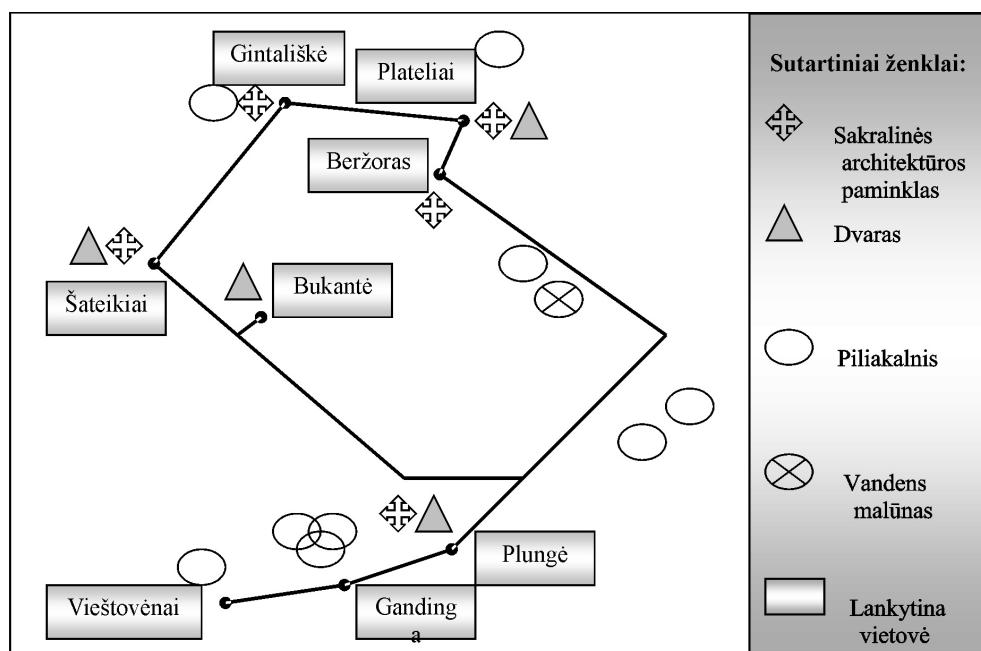 Gintališkė
Plateliai
Beržoras
Šateikiai
Bukantė
Plungė
Vieštovėnai
Ganding
a
Sutartiniai ženklai:
Sakralinės
architektūros
paminklas
Dvaras
Piliakalnis
Vandens
malūnas
Lankytina
vietovė